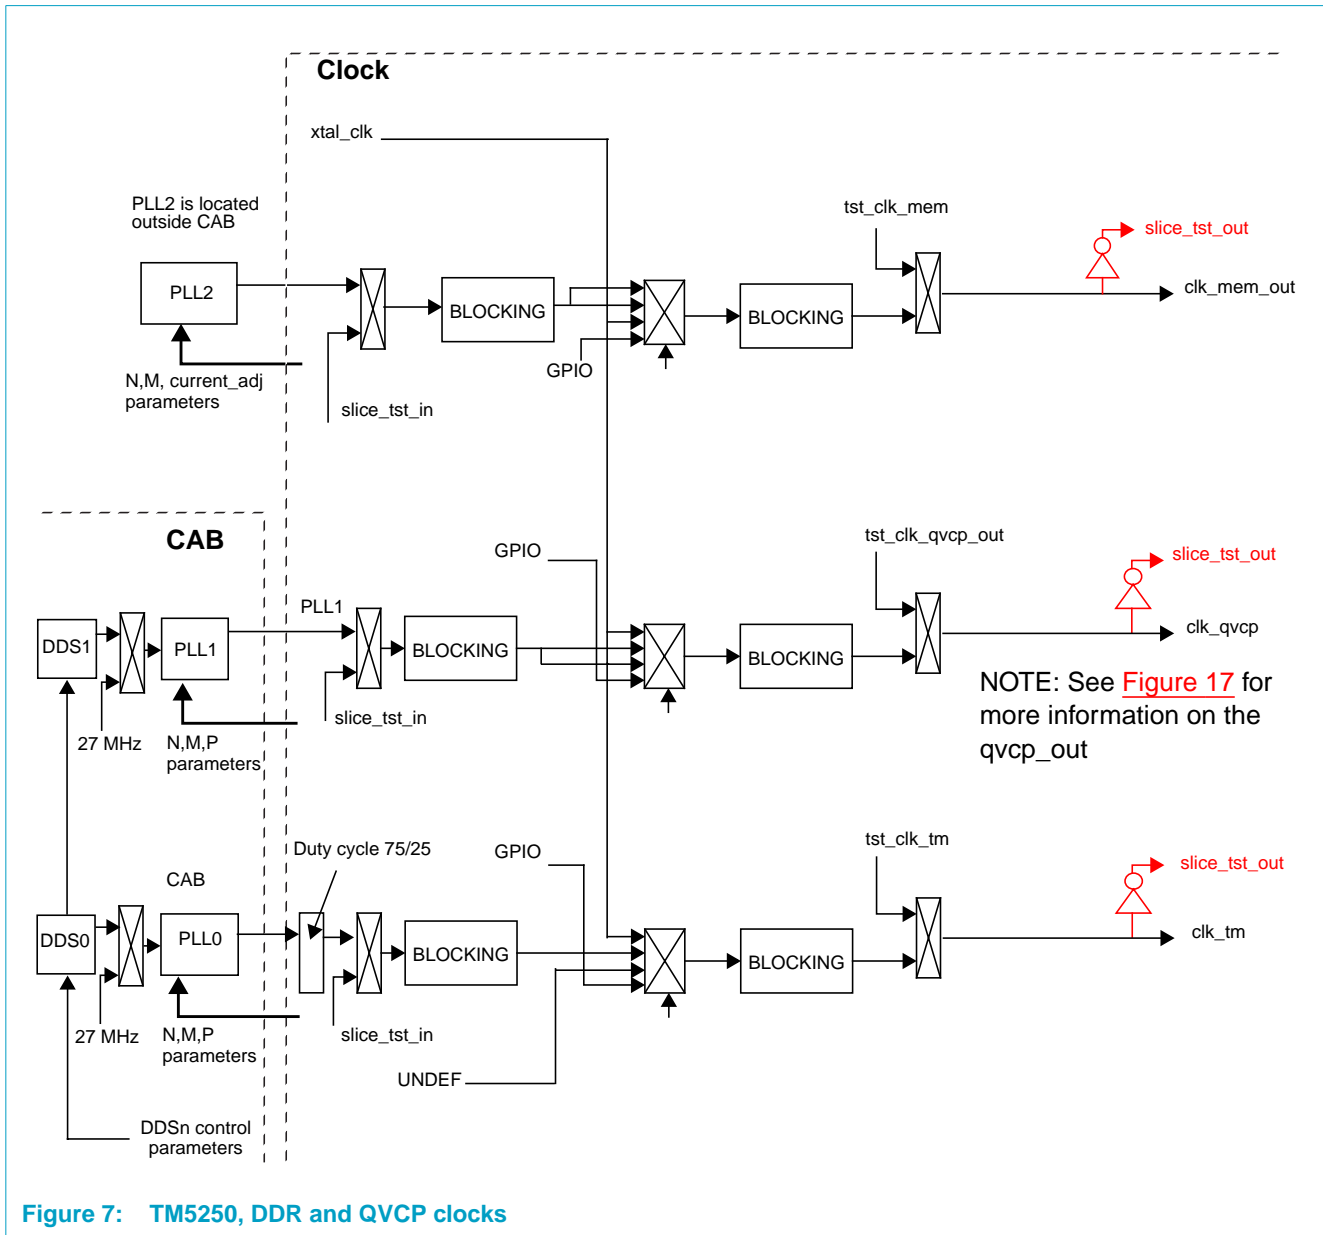 Clock
xtal_clk
PLL2 is located
outside CAB
tst_clk_mem
slice_tst_out
PLL2
BLOCKING
BLOCKING
clk_mem_out
GPIO
N,M, current_adj
parameters
slice_tst_in
CAB
GPIO
tst_clk_qvcp_out
slice_tst_out
PLL1
DDS1
PLL1
BLOCKING
BLOCKING
clk_qvcp
NOTE: See Figure 17 for
more information on the
qvcp_out
slice_tst_in
27 MHz
N,M,P
parameters
Duty cycle 75/25
GPIO
tst_clk_tm
slice_tst_out
CAB
DDS0
PLL0
BLOCKING
BLOCKING
clk_tm
27 MHz
N,M,P
parameters
slice_tst_in
UNDEF
DDSn control
parameters
Figure 7: TM5250, DDR and QVCP clocks